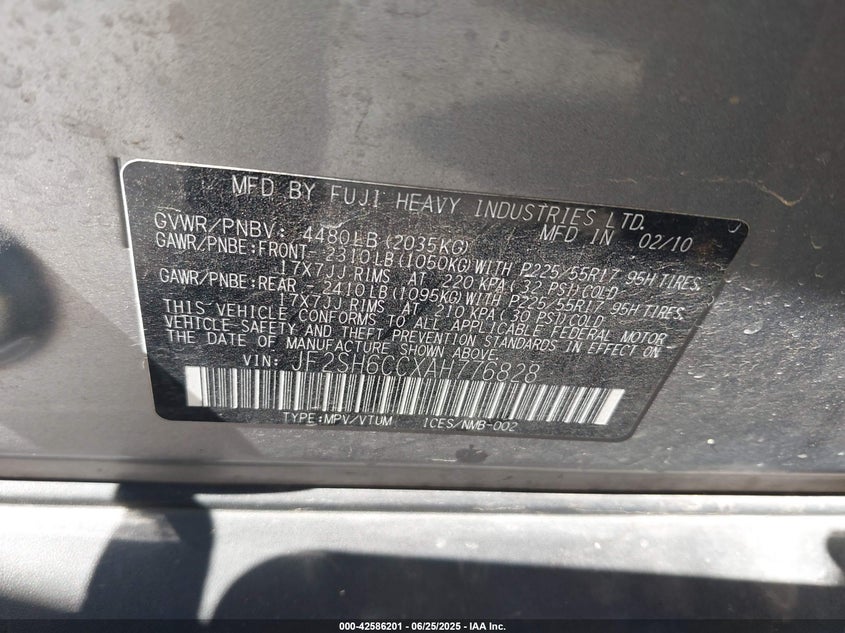 MFD BY FUJI HEAVY INDUSTRIES LTD.
GVWR/PNBV: 4480LB(2035KG) MFD IN 02/10
GAWR/PNBE:FRONT- 2310LB(1050KG)WITH P225/55R17 95H TIRES,
17X7JJ RIMS AT 220 KPA(32 PSI)COLD
GAWR/PNBE:REAR - 2410LB(1095KG)WITH P225/55R17 95H TIRES,
17X7JJ RIMS AT 210 KPA(30 PSI)COLD
THIS VEHICLE CONFORMS TO ALL APPLICABLE FEDERAL MOTOR
VEHICLE SAFETY AND THEFT PREVENTION STANDARDS IN EFFECT ON
THE DATE OF MANUFACTURE SHOWN ABOVE.
VIN: JF2SH6CCXAH776828
TYPE:MPV/VTUM ICES/NMB-002
000-42586201 - 06/25/2025 - IAA Inc.